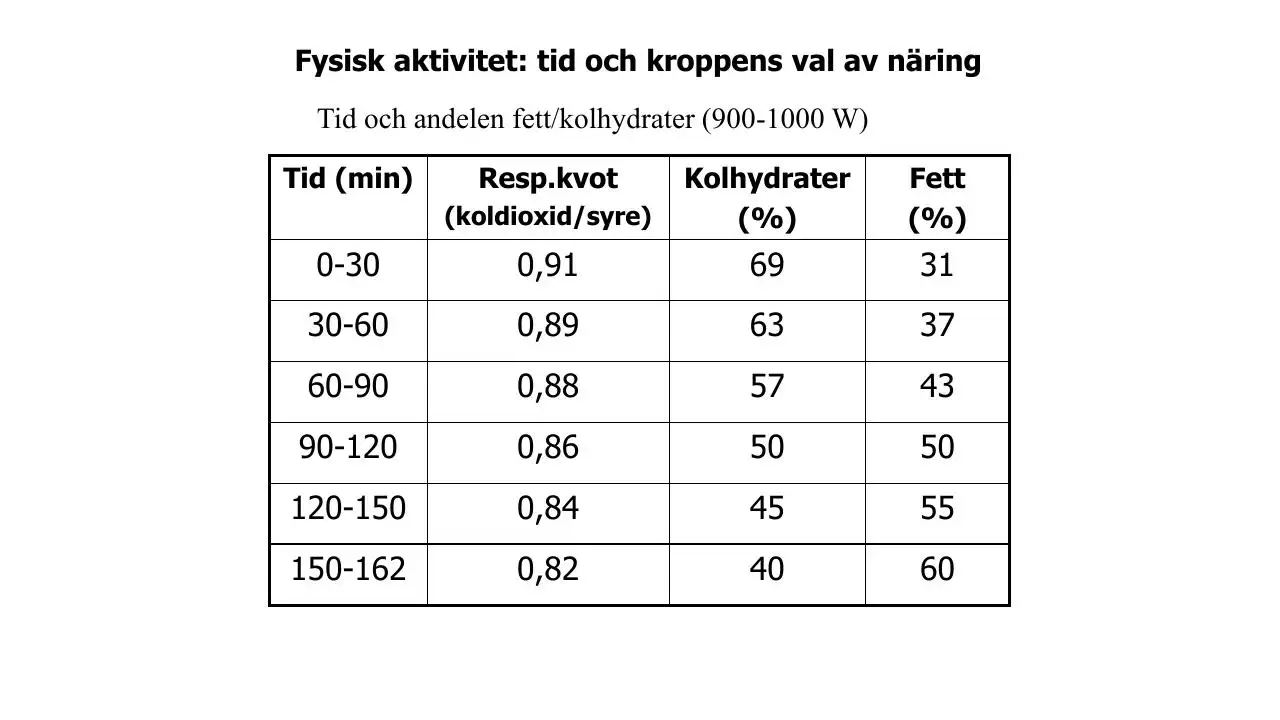 Fysisk aktivitet: tid och kroppens val av näring
Tid och andelen fett/kolhydrater (900-1000 W)
Tid (min) Resp.kvot Kolhydrater Fett
(koldioxid/syre) (%) (%)
0-30 0,91 69 31
30-60 0,89 63 37
60-90 0,88 57 43
90-120 0,86 50 50
120-150 0,84 45 55
150-162 0,82 40 60